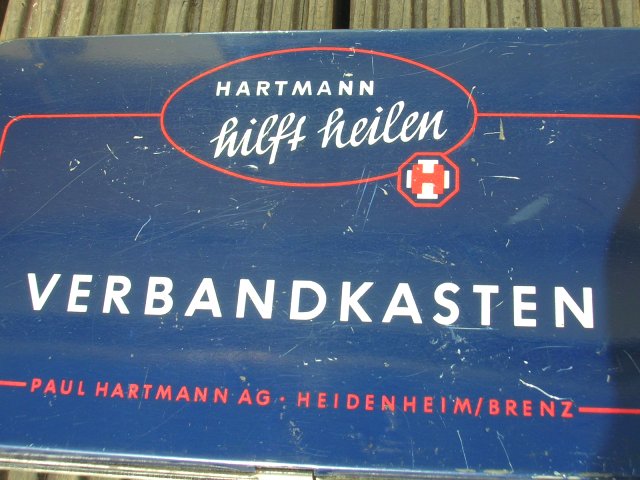 HARTMANN
hilft heilen
H
VERBANDKASTEN
PAUL HARTMANN AG · HEIDENHEIM/BRENZ